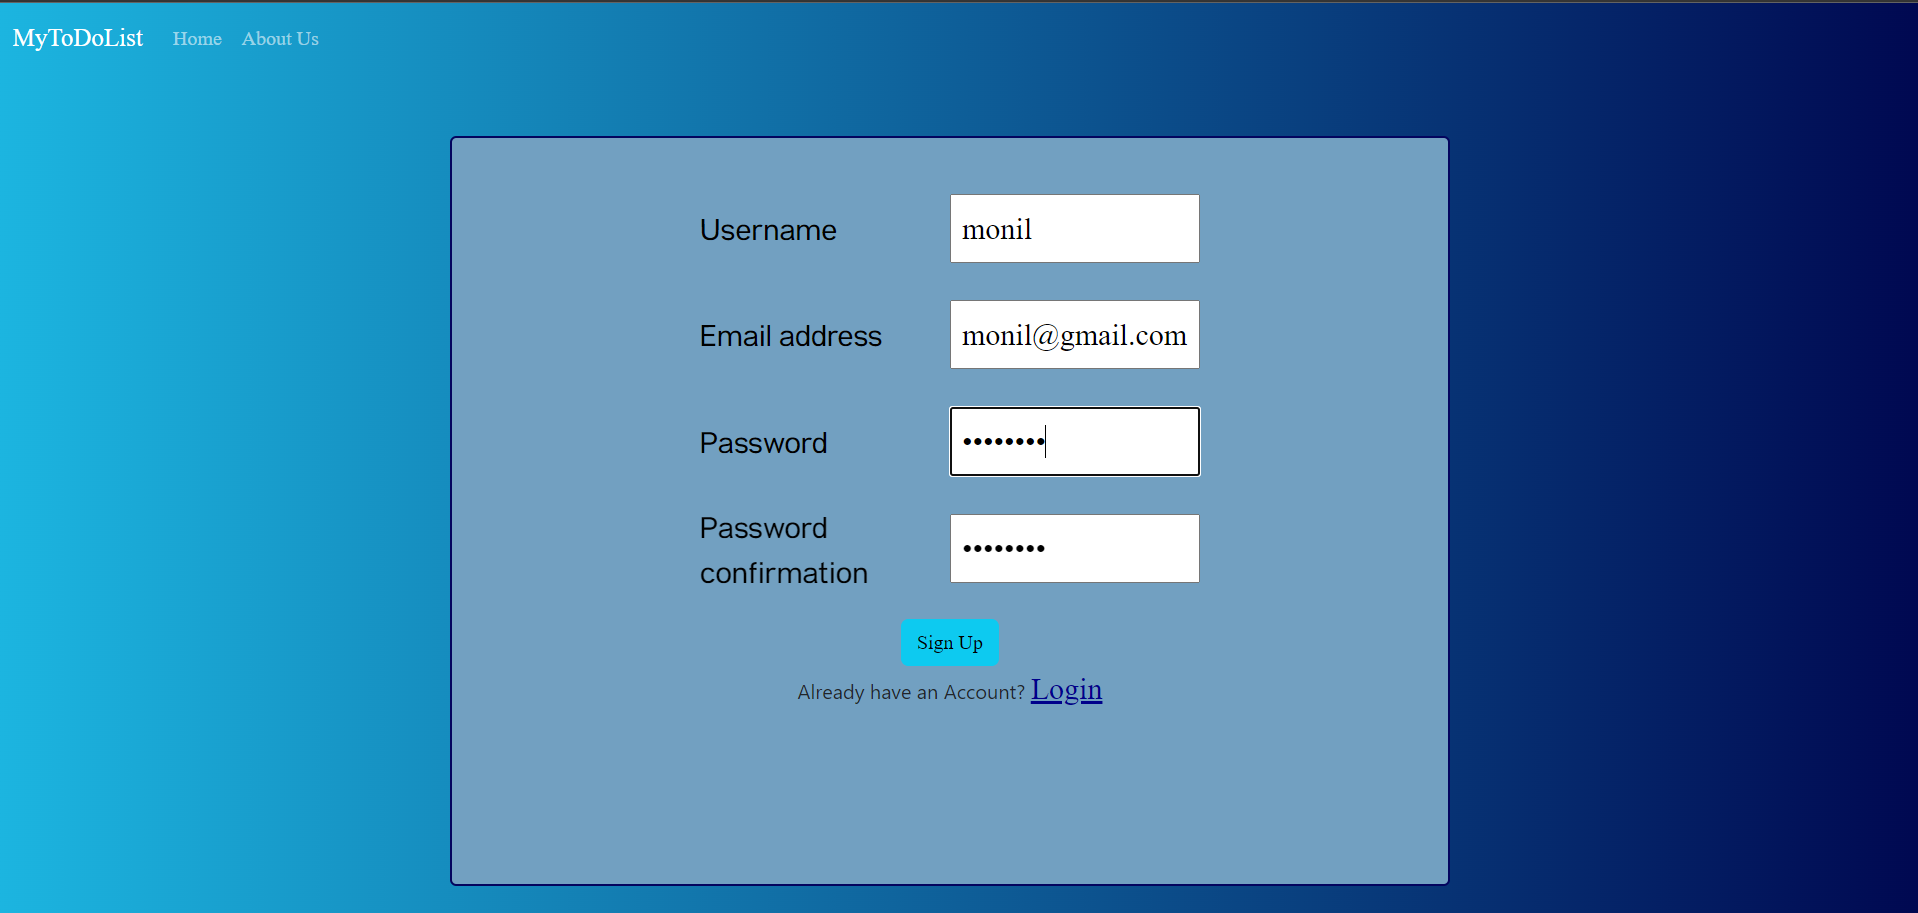 MyToDoList Home About Us
Username monil
Email address monil@gmail.com
Password ••••••••
Password
confirmation ••••••••
Sign Up
Already have an Account? Login